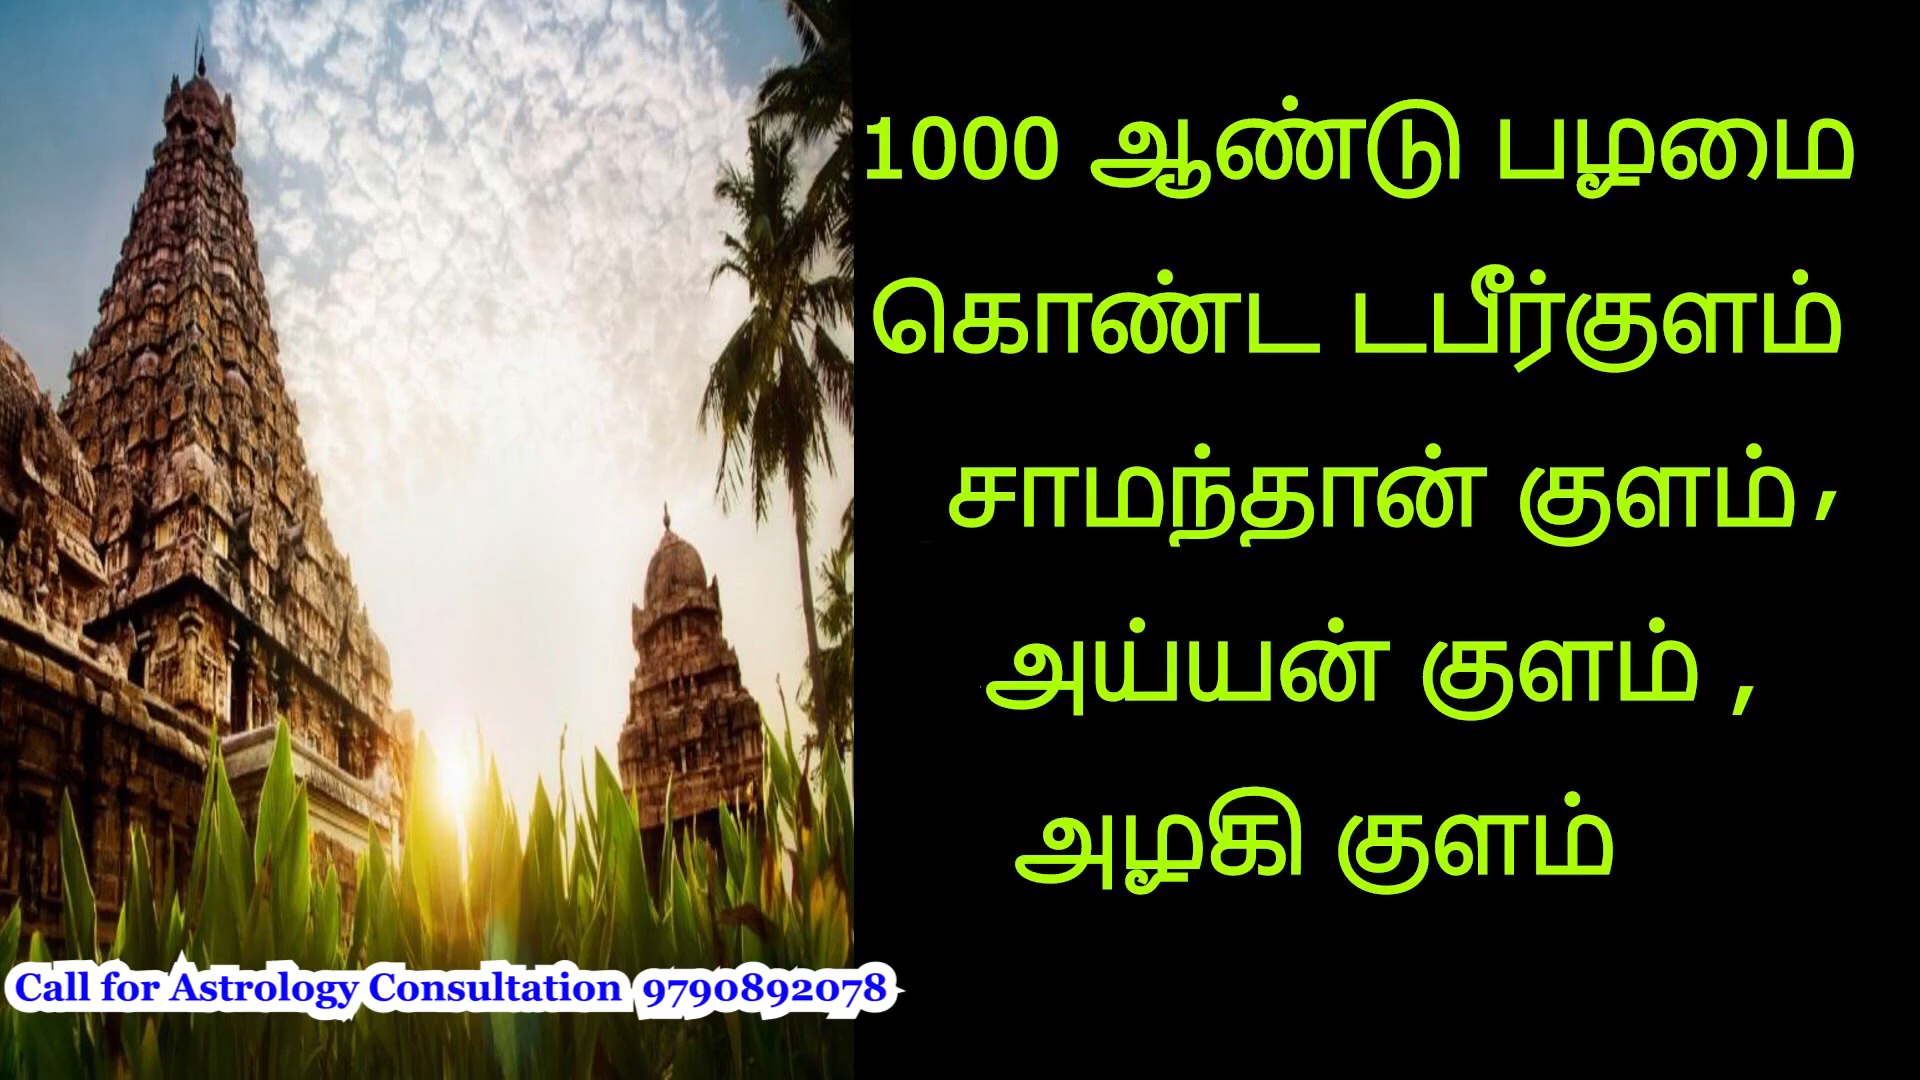 1000 ஆண்டு பழமை
கொண்ட டபீர்குளம்
சாமந்தான் குளம்,
அய்யன் குளம் ,
அழகி குளம்
Call for Astrology Consultation 9790892078